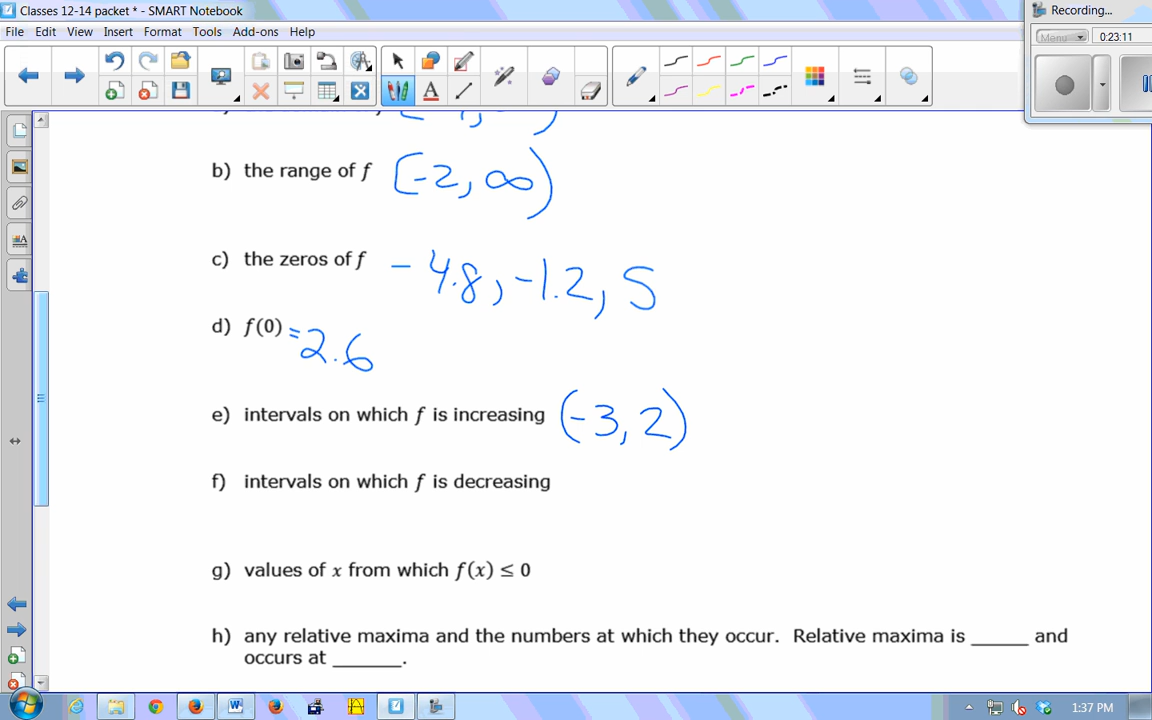 Classes 12-14 packet * - SMART Notebook
Recording...
File Edit View Insert Format Tools Add-ons Help
Menu
0:23:11
b) the range of f [-2, ∞)
c) the zeros of f -4.8, -1.2, 5
d) f(0) = 2.6
e) intervals on which f is increasing (-3, 2)
f) intervals on which f is decreasing
g) values of x from which f(x) ≤ 0
h) any relative maxima and the numbers at which they occur. Relative maxima is _____ and
occurs at ______.
1:37 PM